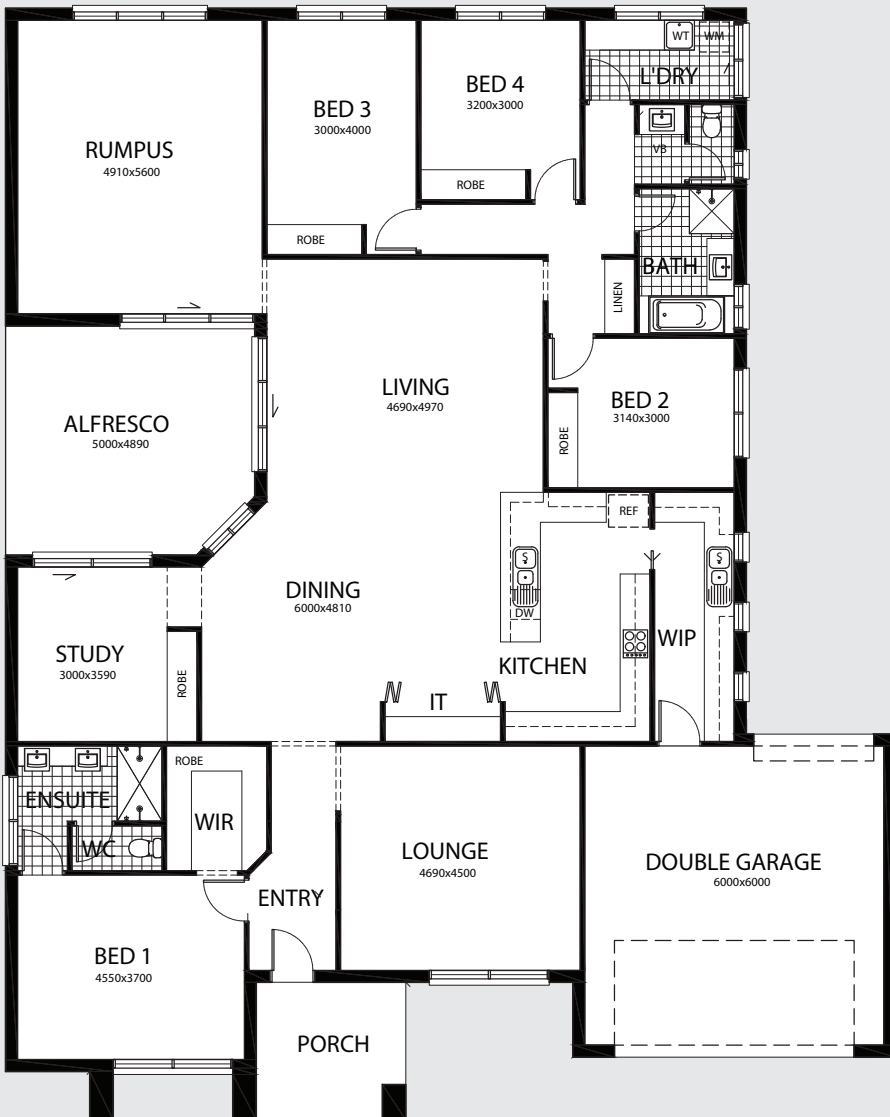 WT
WM
L'DRY
BED 4
3200x3000
BED 3
3000x4000
VB
RUMPUS
4910x5600
ROBE
ROBE
BATH
LINEN
LIVING
4690x4970
BED 2
3140x3000
ALFRESCO
5000x4890
ROBE
REF
S
S
DINING
6000x4810
DW
WIP
STUDY
3000x3590
KITCHEN
ROBE
IT
ROBE
ENSUITE
WIR
WC
LOUNGE
4690x4500
DOUBLE GARAGE
6000x6000
ENTRY
BED 1
4550x3700
PORCH